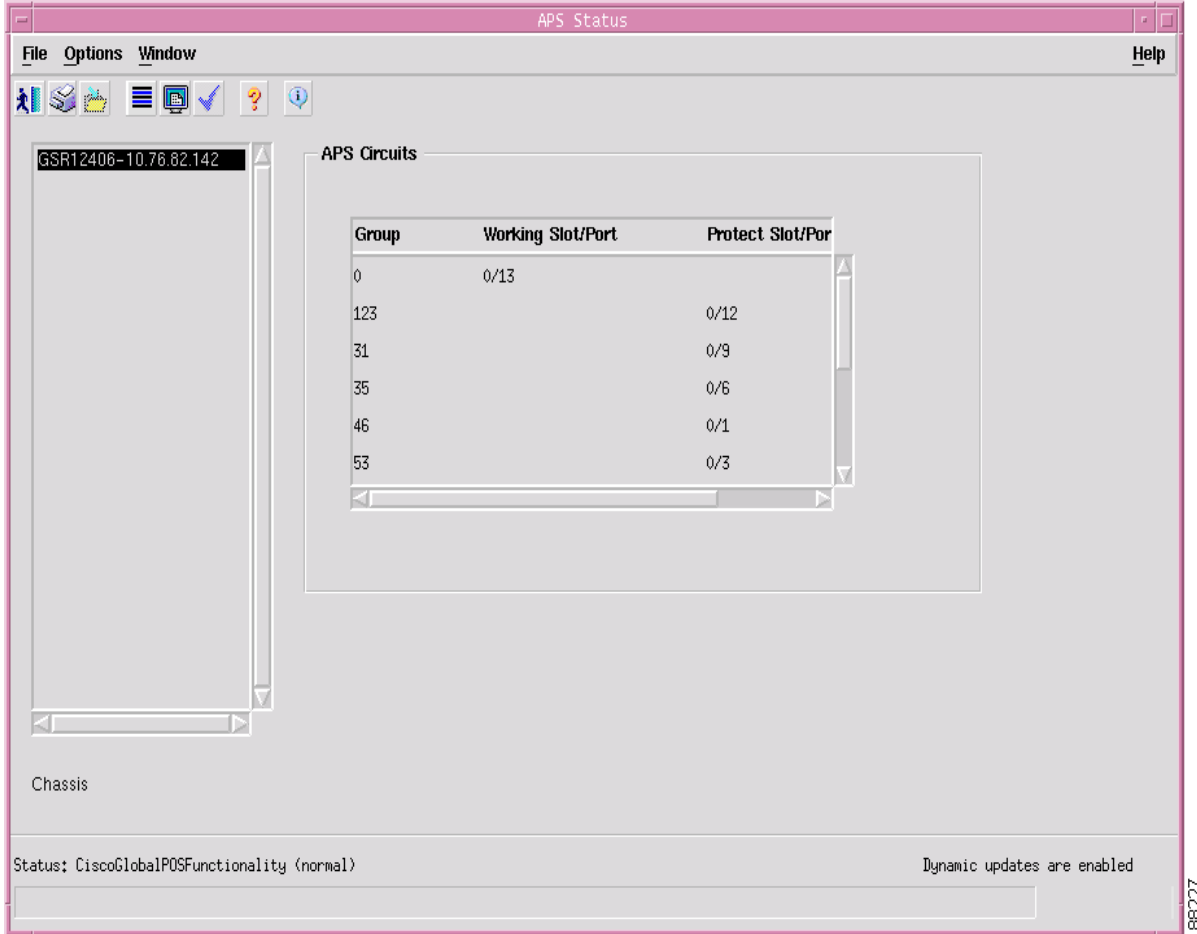 APS Status
File Options Window Help
GSR12406-10.76.82.142
APS Circuits
Group Working Slot/Port Protect Slot/Por
0 0/13
123 0/12
31 0/9
35 0/6
46 0/1
53 0/3
Chassis
Status: CiscoGlobalPOSFunctionality (normal) Dynamic updates are enabled
88227